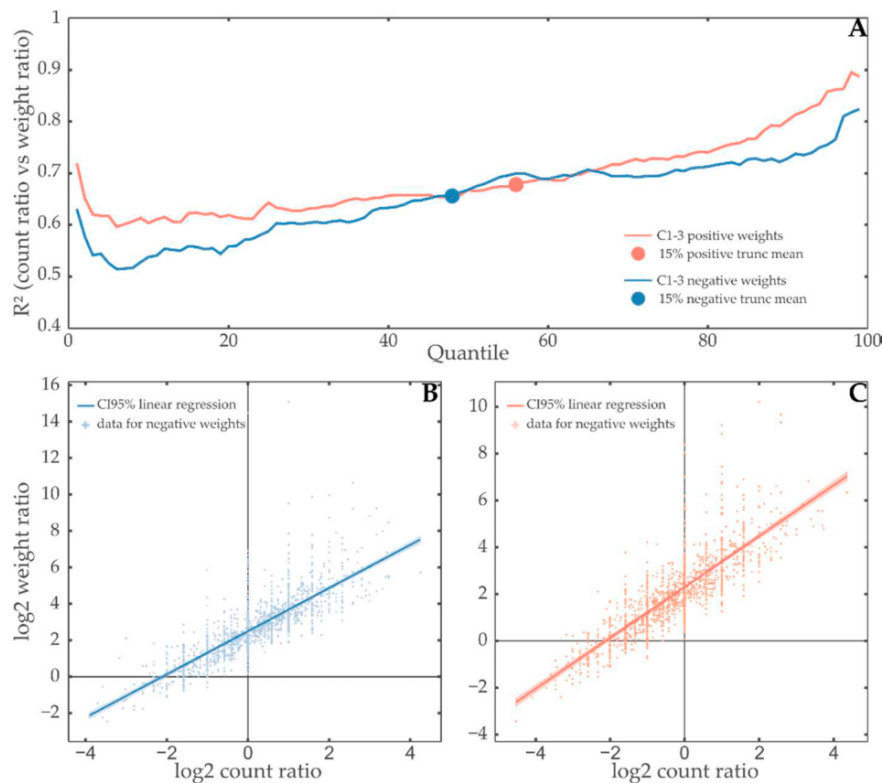 A
R² (count ratio vs weight ratio)
1
0.9
0.8
0.7
0.6
0.5
0.4
0 20 40 60 80 100
Quantile
C1-3 positive weights
15% positive trunc mean
C1-3 negative weights
15% negative trunc mean
B
log2 weight ratio
16
14
12
10
8
6
4
2
0
−2
CI95% linear regression
data for negative weights
−4 −2 0 2 4
log2 count ratio
C
10
8
6
4
2
0
−2
−4
CI95% linear regression
data for negative weights
−4 −2 0 2 4
log2 count ratio